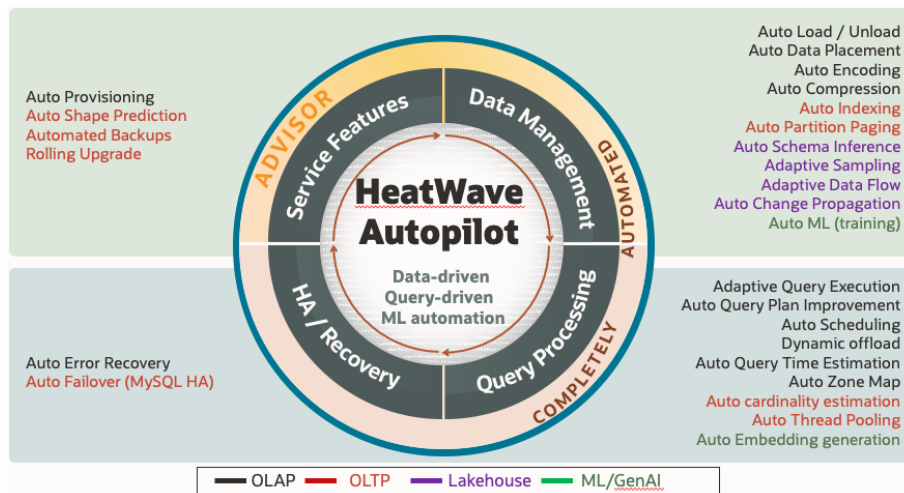 Auto Provisioning
Auto Shape Prediction
Automated Backups
Rolling Upgrade
ADVISOR
Service Features
Data Management
AUTOMATED
Auto Load / Unload
Auto Data Placement
Auto Encoding
Auto Compression
Auto Indexing
Auto Partition Paging
Auto Schema Inference
Adaptive Sampling
Adaptive Data Flow
Auto Change Propagation
Auto ML (training)
HeatWave
Autopilot
Data-driven
Query-driven
ML automation
Auto Error Recovery
Auto Failover (MySQL HA)
HA / Recovery
Query Processing
COMPLETELY
Adaptive Query Execution
Auto Query Plan Improvement
Auto Scheduling
Dynamic offload
Auto Query Time Estimation
Auto Zone Map
Auto cardinality estimation
Auto Thread Pooling
Auto Embedding generation
OLAP OLTP Lakehouse ML/GenAI